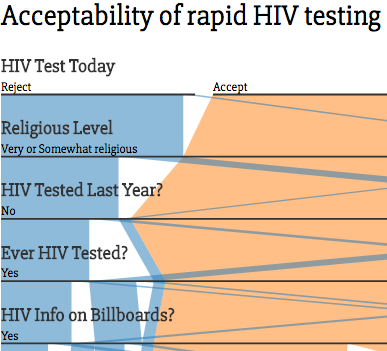 Acceptability of rapid HIV testing
HIV Test Today
Reject Accept
Religious Level
Very or Somewhat religious
HIV Tested Last Year?
No
Ever HIV Tested?
Yes
HIV Info on Billboards?
Yes